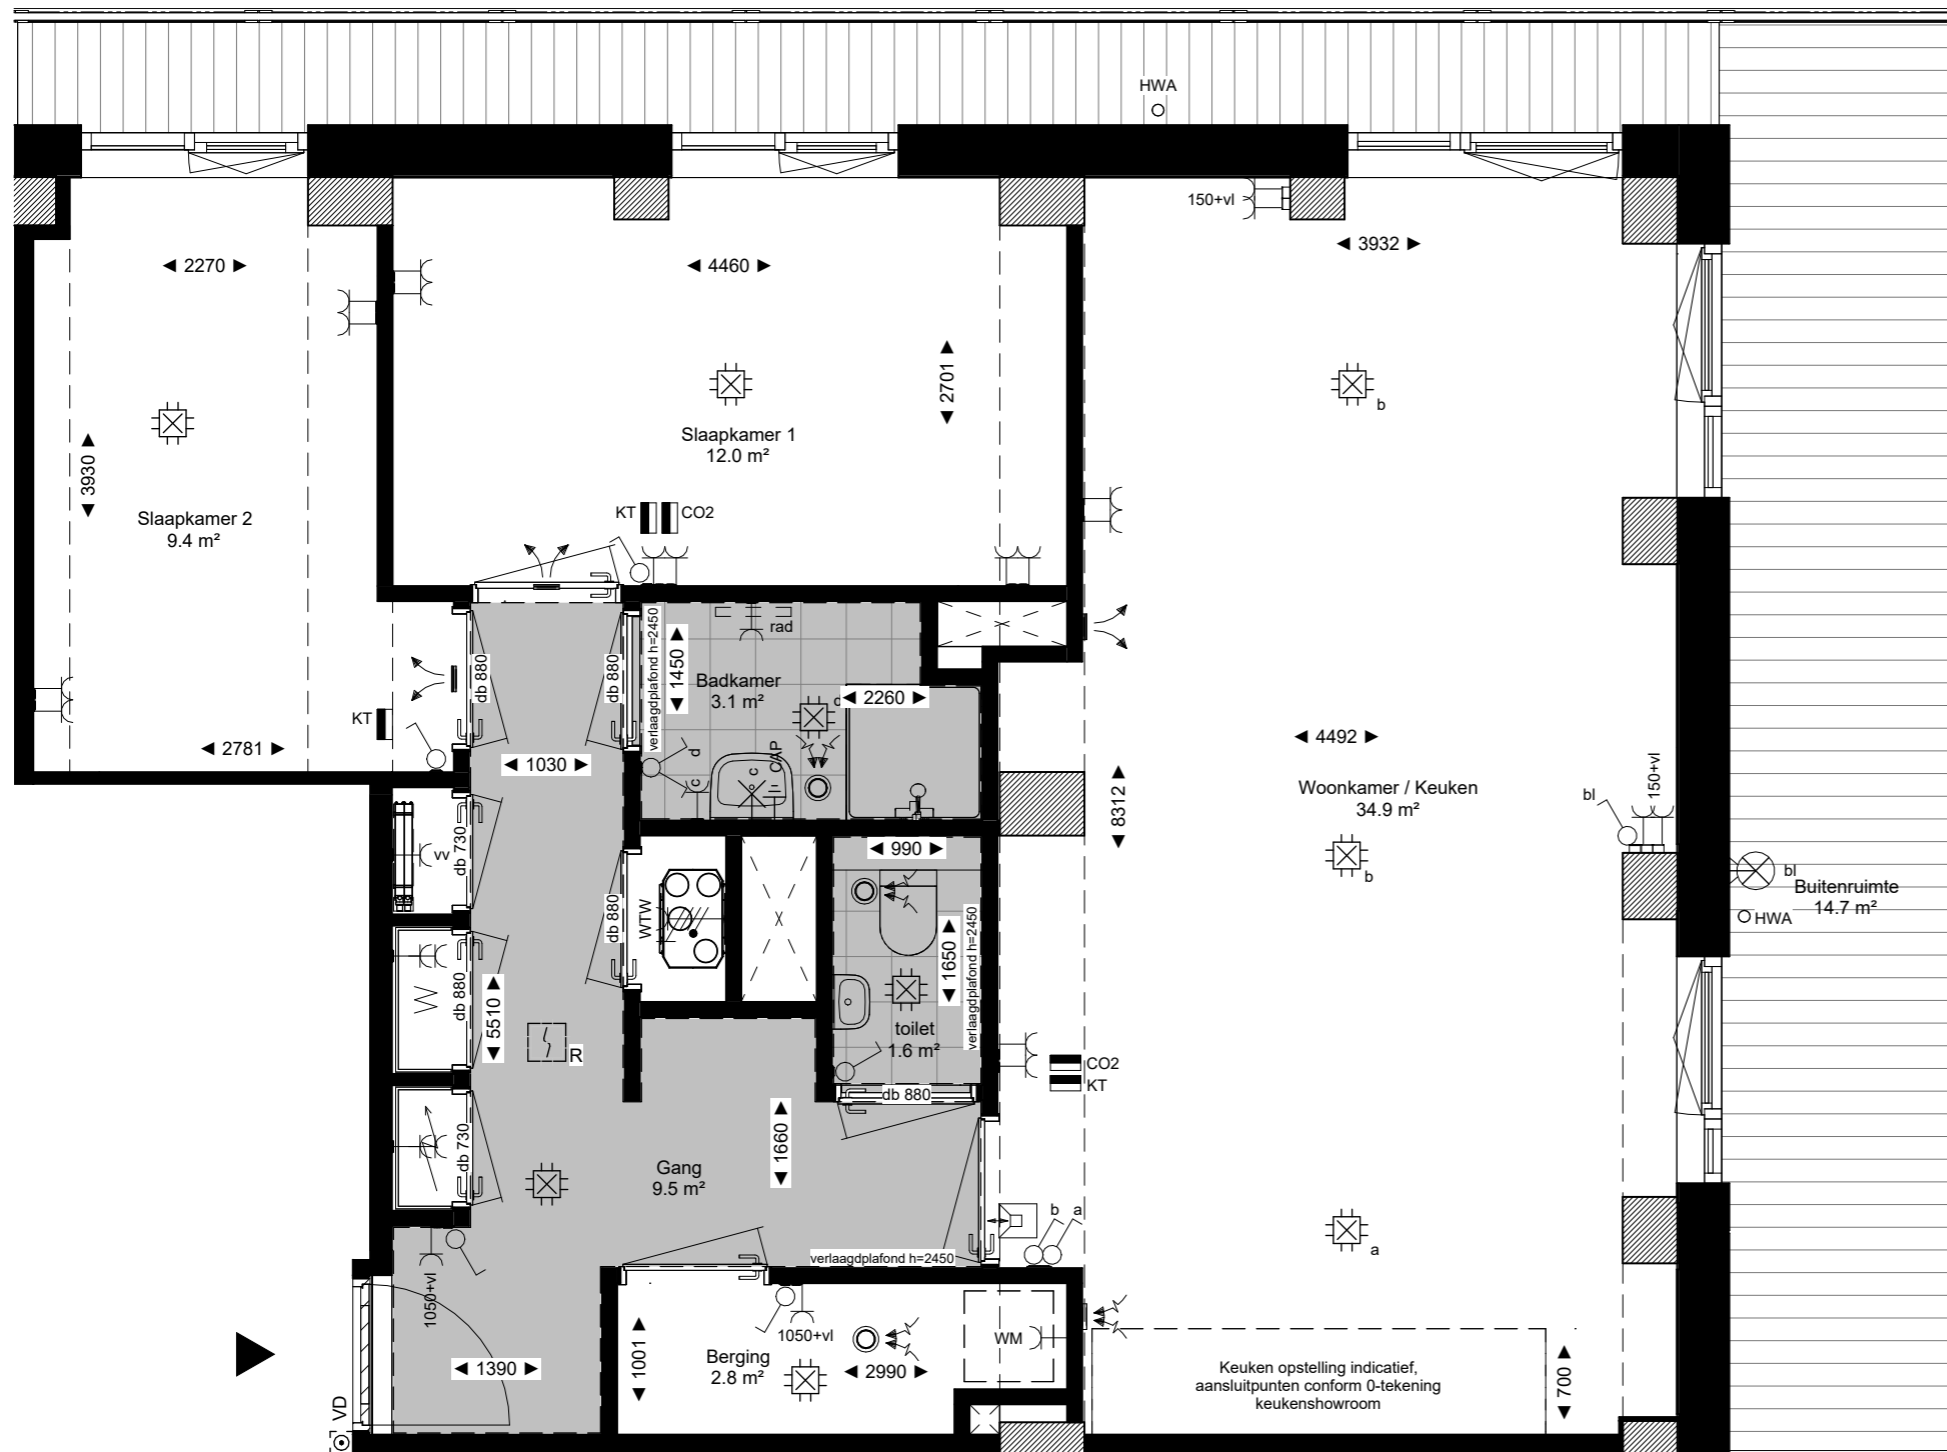 HWA
150+vl
◄ 2270 ►
◄ 4460 ►
◄ 3932 ►
◄ 2701 ►
b
Slaapkamer 1
12.0 m²
◄ 3930 ►
Slaapkamer 2
9.4 m²
KT
CO2
rad
verlaagdplafond h=2450
◄ 1450 ►
db 880
db 880
Badkamer
3.1 m²
◄ 2260 ►
KT
◄ 2781 ►
◄ 1030 ►
d
c
c
CAP
◄ 4492 ►
Woonkamer / Keuken
34.9 m²
◄ 8312 ►
bl
150+vl
b
vv
db 730
◄ 990 ►
bl
Buitenruimte
14.7 m²
HWA
WTW
db 880
◄ 1650 ►
verlaagdplafond h=2450
W
db 880
◄ 5510 ►
R
toilet
1.6 m²
CO2
KT
db 880
db 730
◄ 1660 ►
Gang
9.5 m²
b
a
a
verlaagdplafond h=2450
1050+vl
1050+vl
WM
◄ 1001 ►
Berging
2.8 m²
◄ 2990 ►
◄ 1390 ►
Keuken opstelling indicatief,
aansluitpunten conform 0-tekening
keukenshowroom
◄ 700 ►
VD